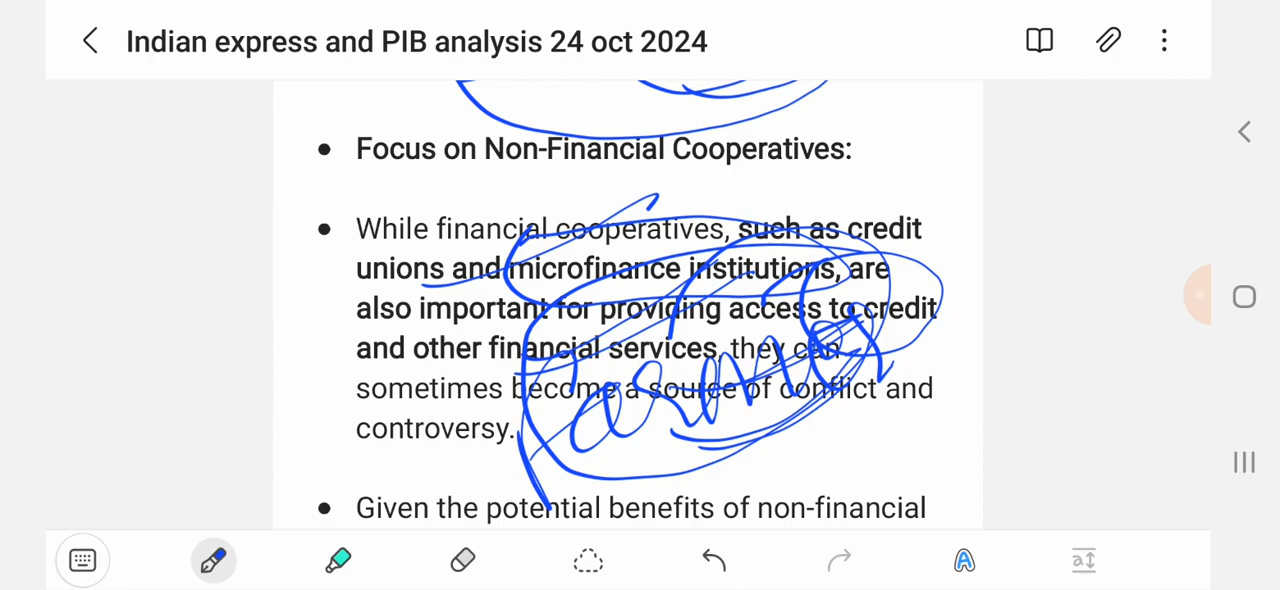 Indian express and PIB analysis 24 oct 2024
Focus on Non-Financial Cooperatives:
While financial cooperatives, such as credit
unions and microfinance institutions, are
also important for providing access to credit
and other financial services, they can
sometimes become a source of conflict and
controversy.
Given the potential benefits of non-financial